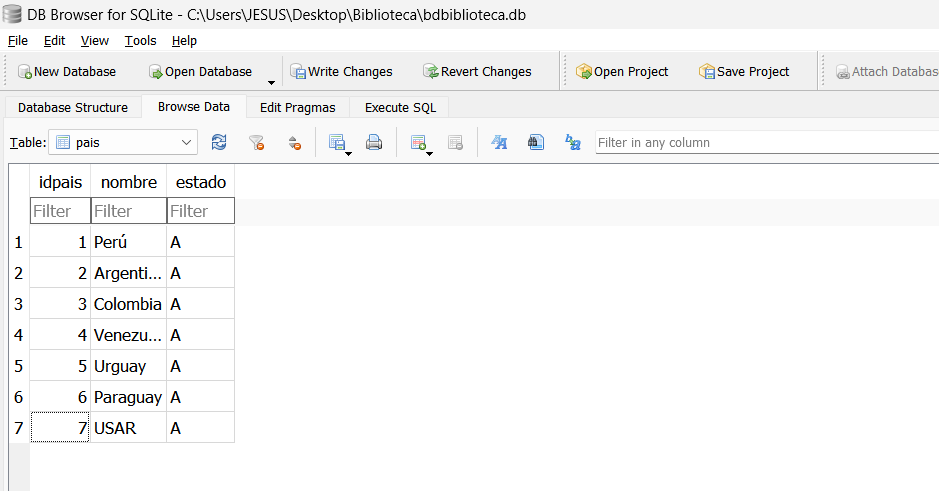 DB Browser for SQLite - C:\Users\JESUS\Desktop\Biblioteca\bdbiblioteca.db
File Edit View Tools Help
New Database Open Database Write Changes Revert Changes Open Project Save Project Attach Databas
Database Structure Browse Data Edit Pragmas Execute SQL
Table: pais Filter in any column
idpais nombre estado
Filter Filter Filter
1 1 Perú A
2 2 Argenti... A
3 3 Colombia A
4 4 Venezu... A
5 5 Urguay A
6 6 Paraguay A
7 7 USAR A